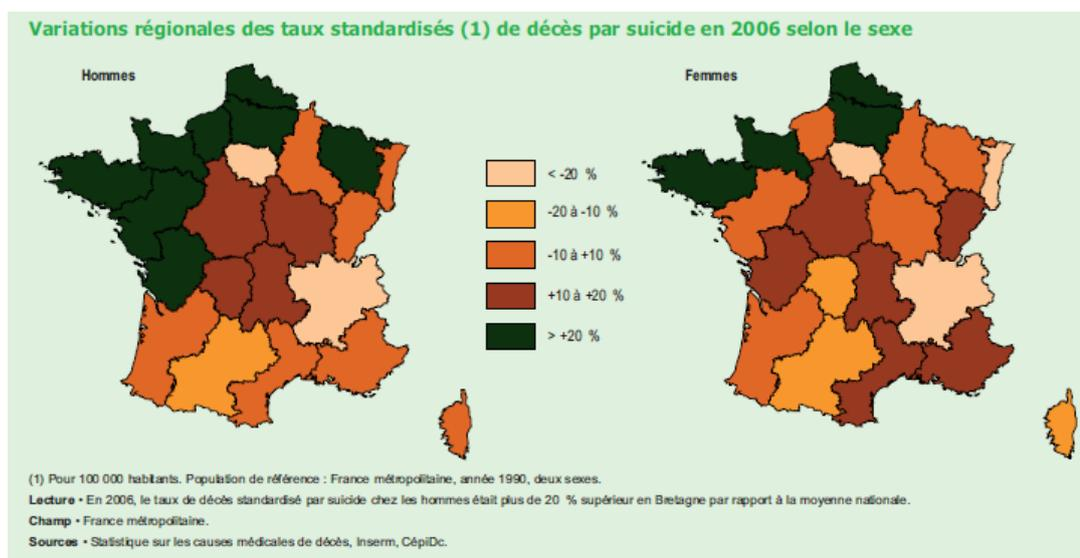 Variations régionales des taux standardisés (1) de décès par suicide en 2006 selon le sexe
Hommes
Femmes
< -20 %
-20 à -10 %
-10 à +10 %
+10 à +20 %
> +20 %
(1) Pour 100 000 habitants. Population de référence : France métropolitaine, année 1990, deux sexes.
Lecture • En 2006, le taux de décès standardisé par suicide chez les hommes était plus de 20 % supérieur en Bretagne par rapport à la moyenne nationale.
Champ • France métropolitaine.
Sources • Statistique sur les causes médicales de décès, Inserm, CépiDc.